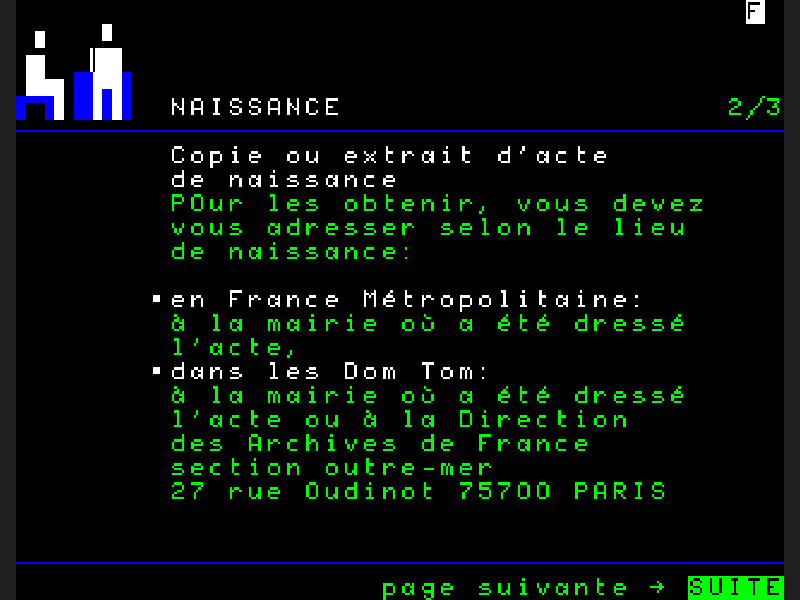 F
NAISSANCE 2/3
Copie ou extrait d'acte
de naissance
POur les obtenir, vous devez
vous adresser selon le lieu
de naissance:
▪en France Métropolitaine:
à la mairie où a été dressé
l'acte,
▪dans les Dom Tom:
à la mairie où a été dressé
l'acte ou à la Direction
des Archives de France
section outre-mer
27 rue Oudinot 75700 PARIS
page suivante → SUITE